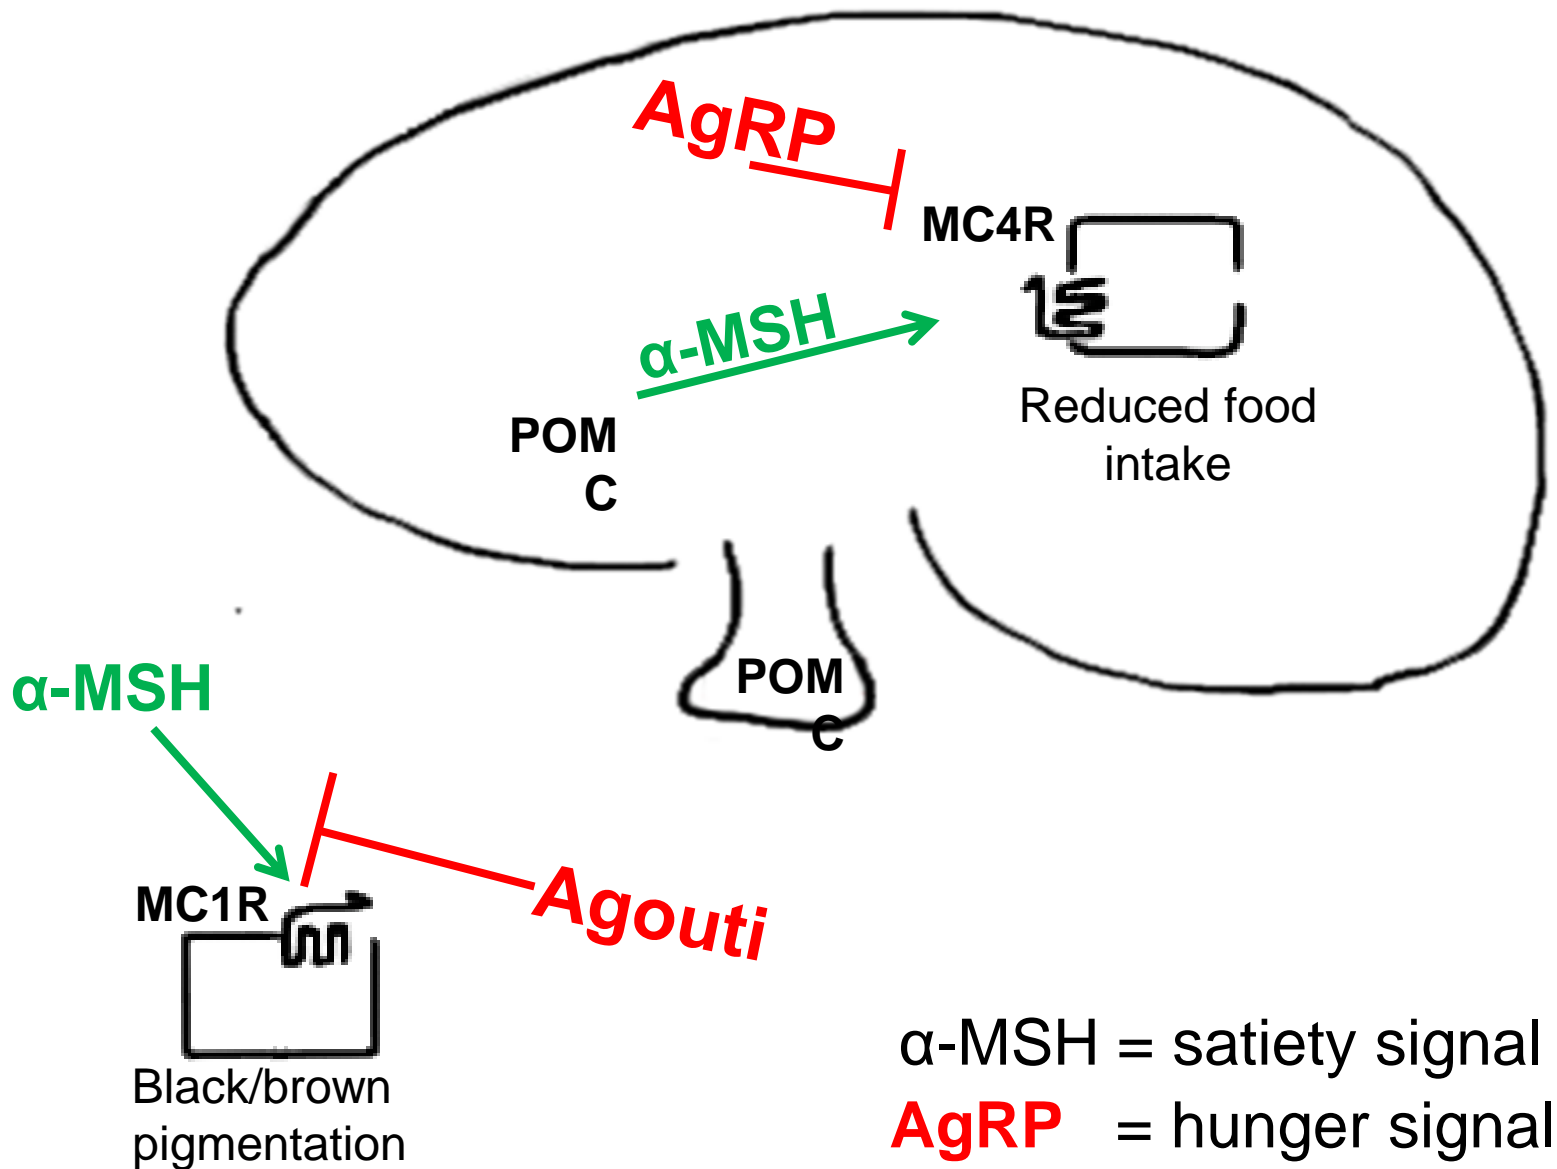 AgRP
MC4R
α-MSH
Reduced food
intake
POM
C
α-MSH
POM
C
MC1R
Agouti
Black/brown
pigmentation
α-MSH = satiety signal
AgRP = hunger signal